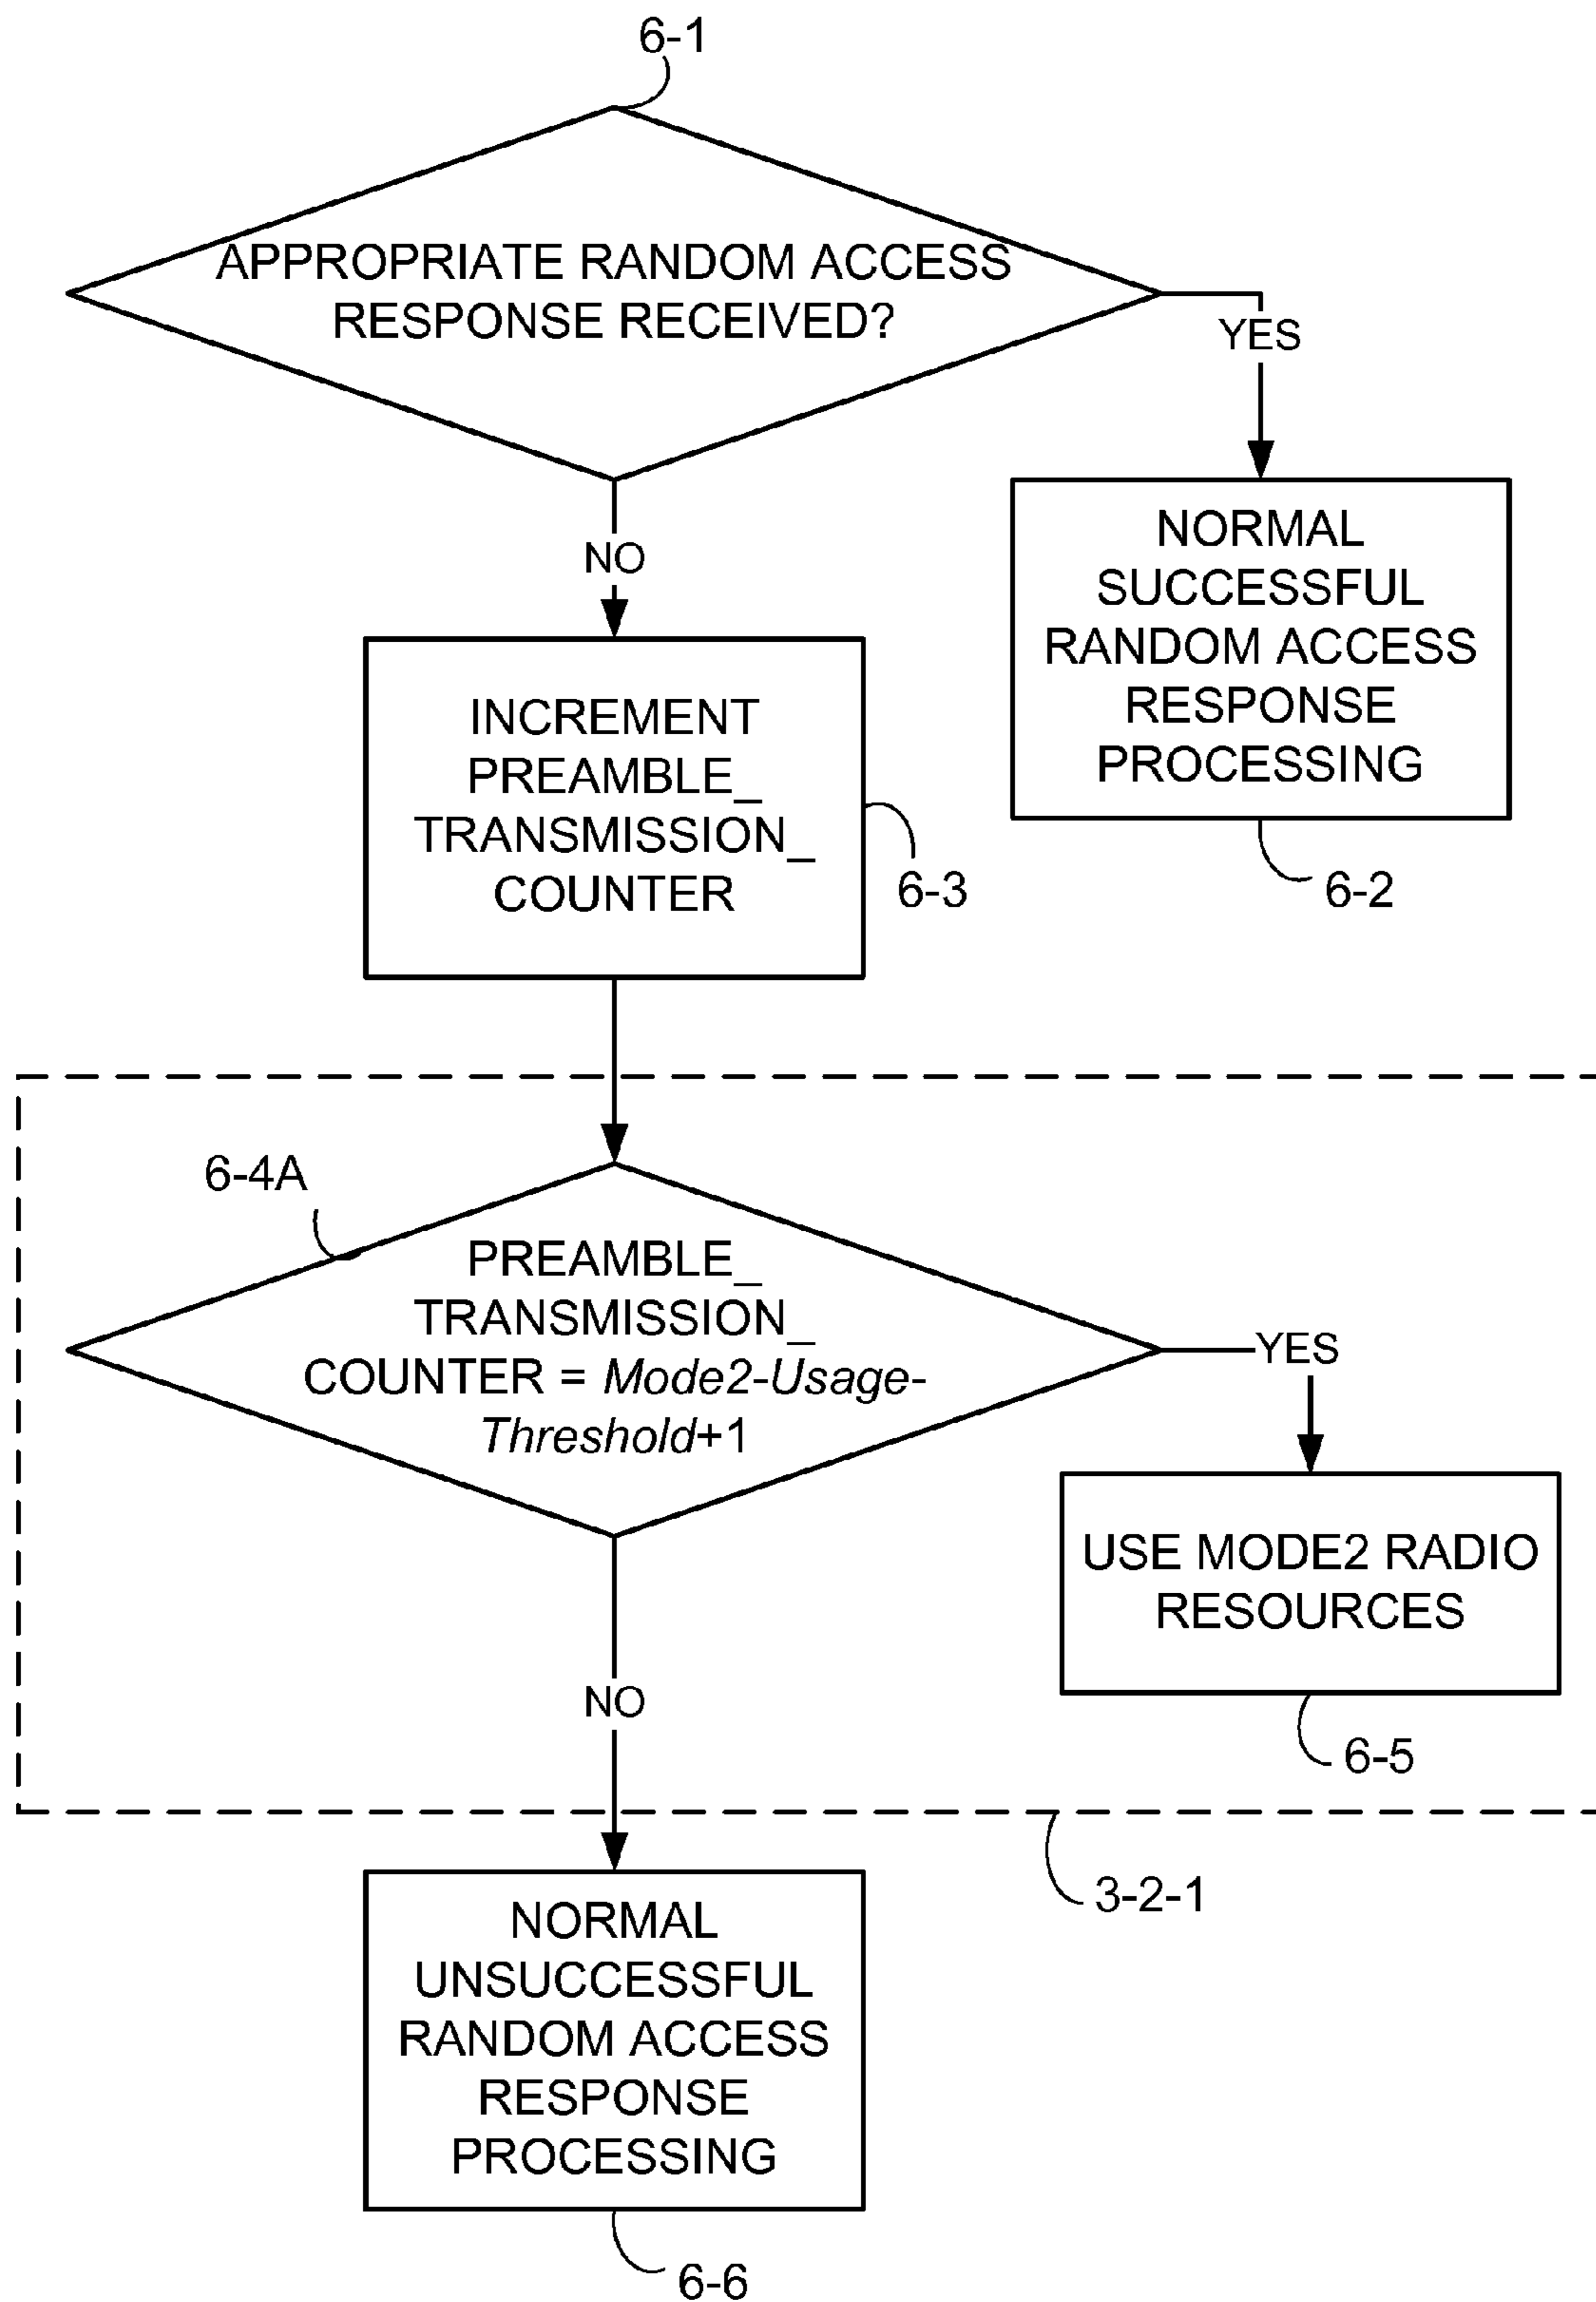 6-1
APPROPRIATE RANDOM ACCESS
RESPONSE RECEIVED?
YES
NO
NORMAL
SUCCESSFUL
RANDOM ACCESS
RESPONSE
PROCESSING
6-2
INCREMENT
PREAMBLE_
TRANSMISSION_
COUNTER
6-3
6-4A
PREAMBLE_
TRANSMISSION_
COUNTER = Mode2-Usage-
Threshold+1
YES
USE MODE2 RADIO
RESOURCES
6-5
NO
3-2-1
NORMAL
UNSUCCESSFUL
RANDOM ACCESS
RESPONSE
PROCESSING
6-6